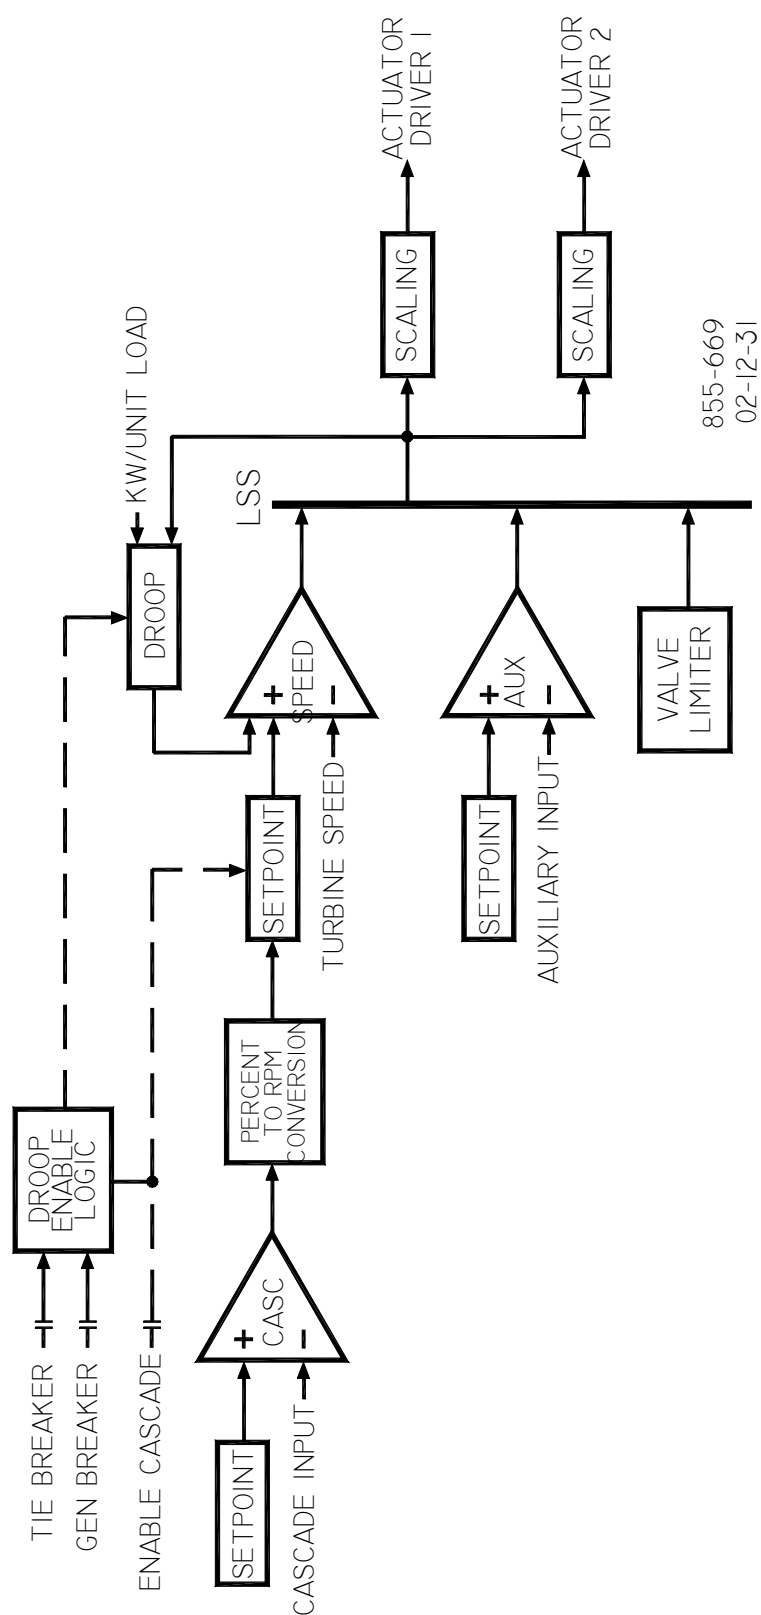 TIE BREAKER
GEN BREAKER
ENABLE CASCADE
DROOP
ENABLE
LOGIC
SETPOINT
CASCADE INPUT
+
CASC
−
PERCENT
TO RPM
CONVERSION
SETPOINT
TURBINE SPEED
DROOP
KW/UNIT LOAD
+
SPEED
−
LSS
SETPOINT
AUXILIARY INPUT
+
AUX
−
VALVE
LIMITER
SCALING
ACTUATOR
DRIVER 1
SCALING
ACTUATOR
DRIVER 2
855-669
02-12-31